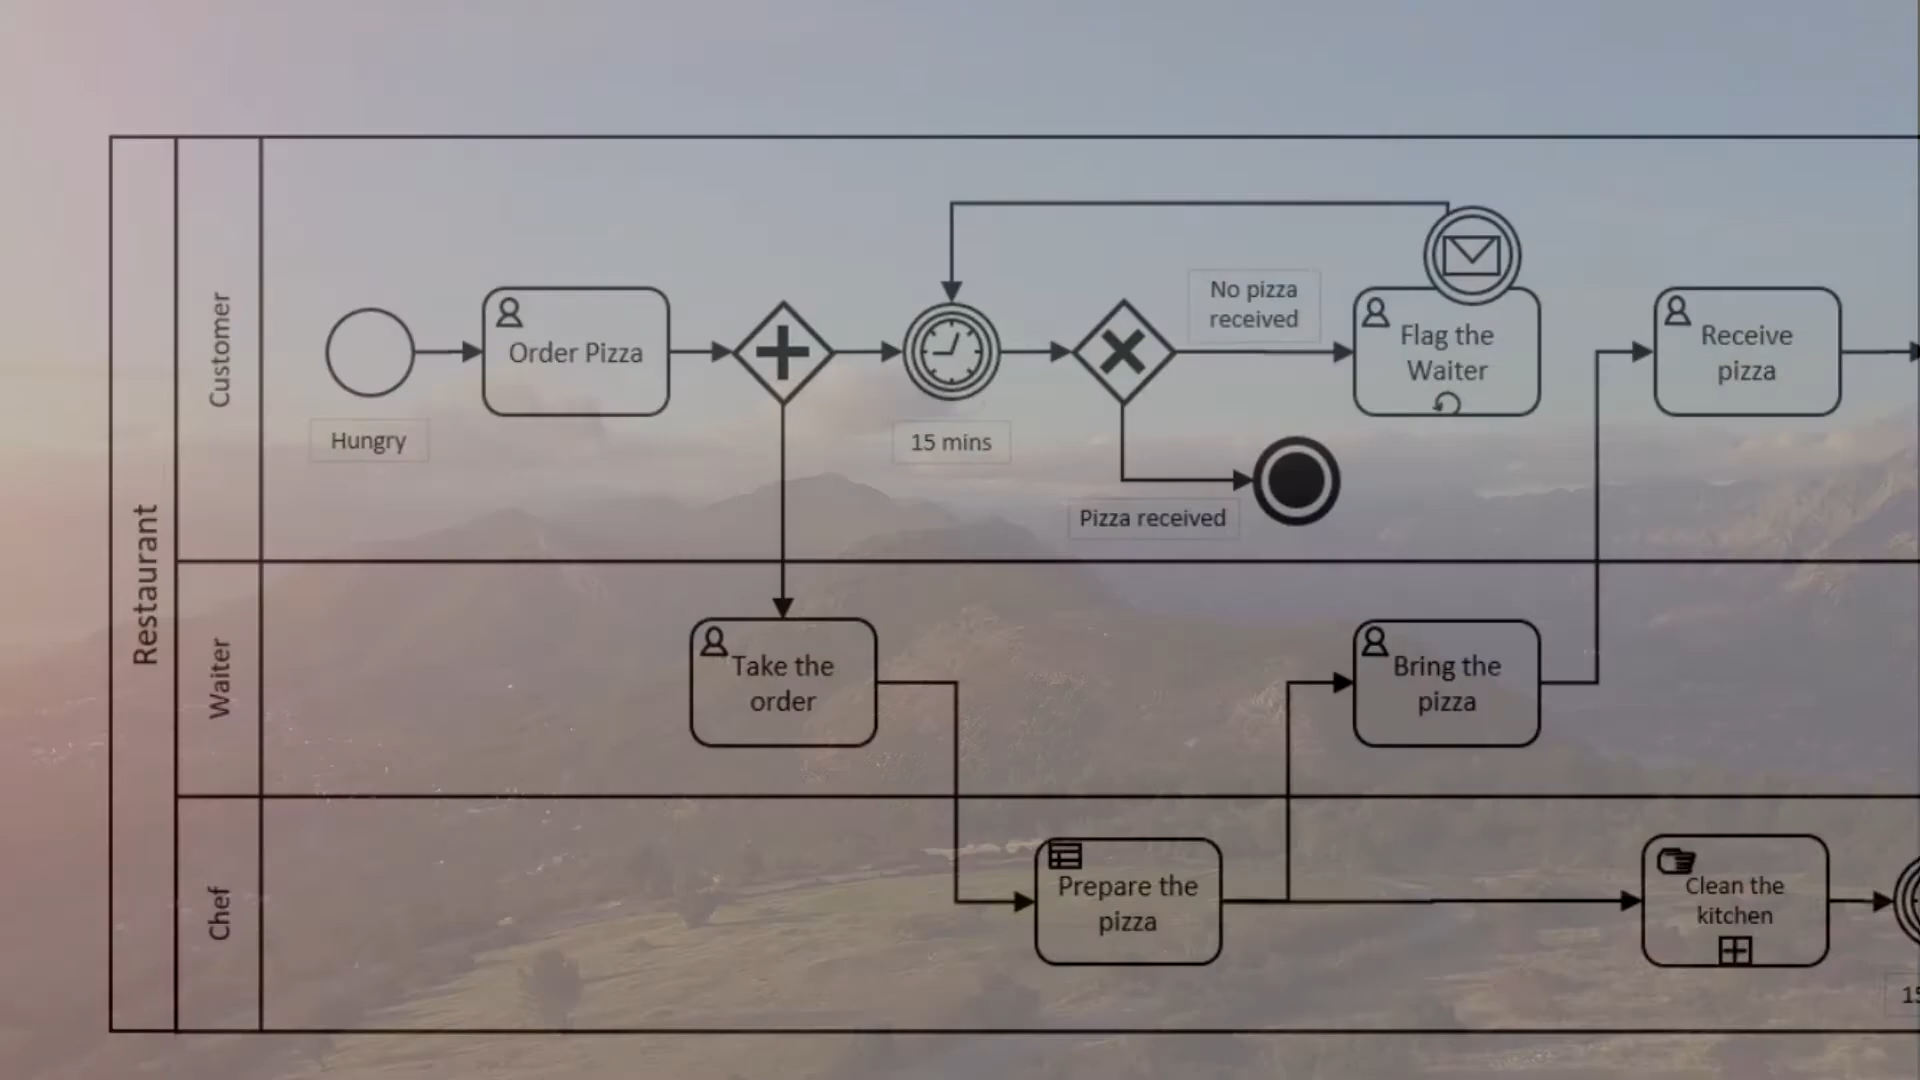 Restaurant
Customer
Hungry
Order Pizza
15 mins
No pizza
received
Pizza received
Flag the
Waiter
Receive
pizza
Waiter
Take the
order
Bring the
pizza
Chef
Prepare the
pizza
Clean the
kitchen
15